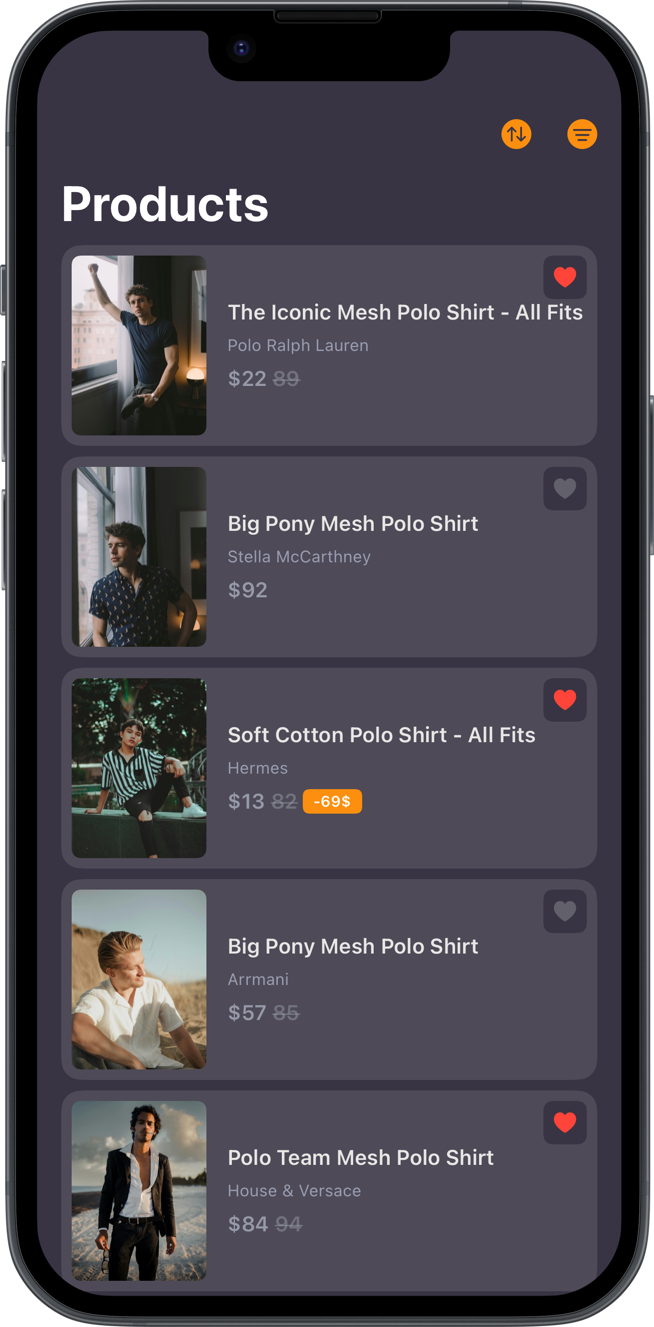 Products
The Iconic Mesh Polo Shirt - All Fits
Polo Ralph Lauren
$22 89
Big Pony Mesh Polo Shirt
Stella McCarthney
$92
Soft Cotton Polo Shirt - All Fits
Hermes
$13 82 -69$
Big Pony Mesh Polo Shirt
Arrmani
$57 85
Polo Team Mesh Polo Shirt
House & Versace
$84 94